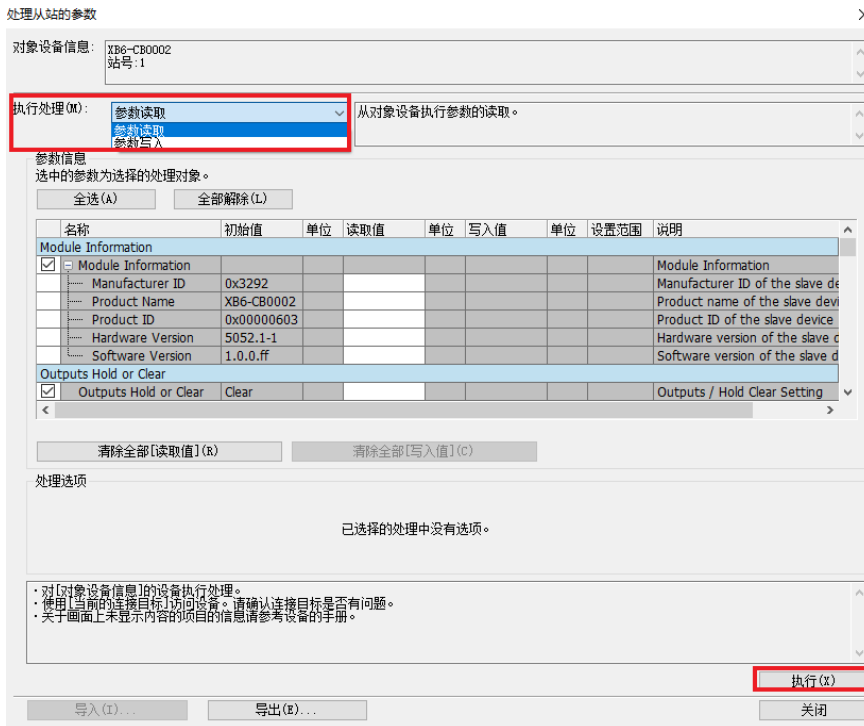 处理从站的参数
对象设备信息:
XB6-CB0002
站号:1
执行处理(M):
参数读取
从对象设备执行参数的读取。
参数读取
参数写入
参数信息
选中的参数为选择的处理对象。
全选(A) 全部解除(L)
名称 初始值 单位 读取值 单位 写入值 单位 设置范围 说明
Module Information
Module Information Module Information
Manufacturer ID 0x3292 Manufacturer ID of the slave de
Product Name XB6-CB0002 Product name of the slave devi
Product ID 0x00000603 Product ID of the slave device
Hardware Version 5052.1-1 Hardware version of the slave d
Software Version 1.0.0.ff Software version of the slave d
Outputs Hold or Clear
Outputs Hold or Clear Clear Outputs / Hold Clear Setting
清除全部[读取值](R) 清除全部[写入值](C)
处理选项
已选择的处理中没有选项。
·对[对象设备信息]的设备执行处理。
·使用[当前的连接目标]访问设备。请确认连接目标是否有问题。
·关于画面上未显示内容的项目的信息请参考设备的手册。
执行(X)
导入(I)... 导出(E)... 关闭